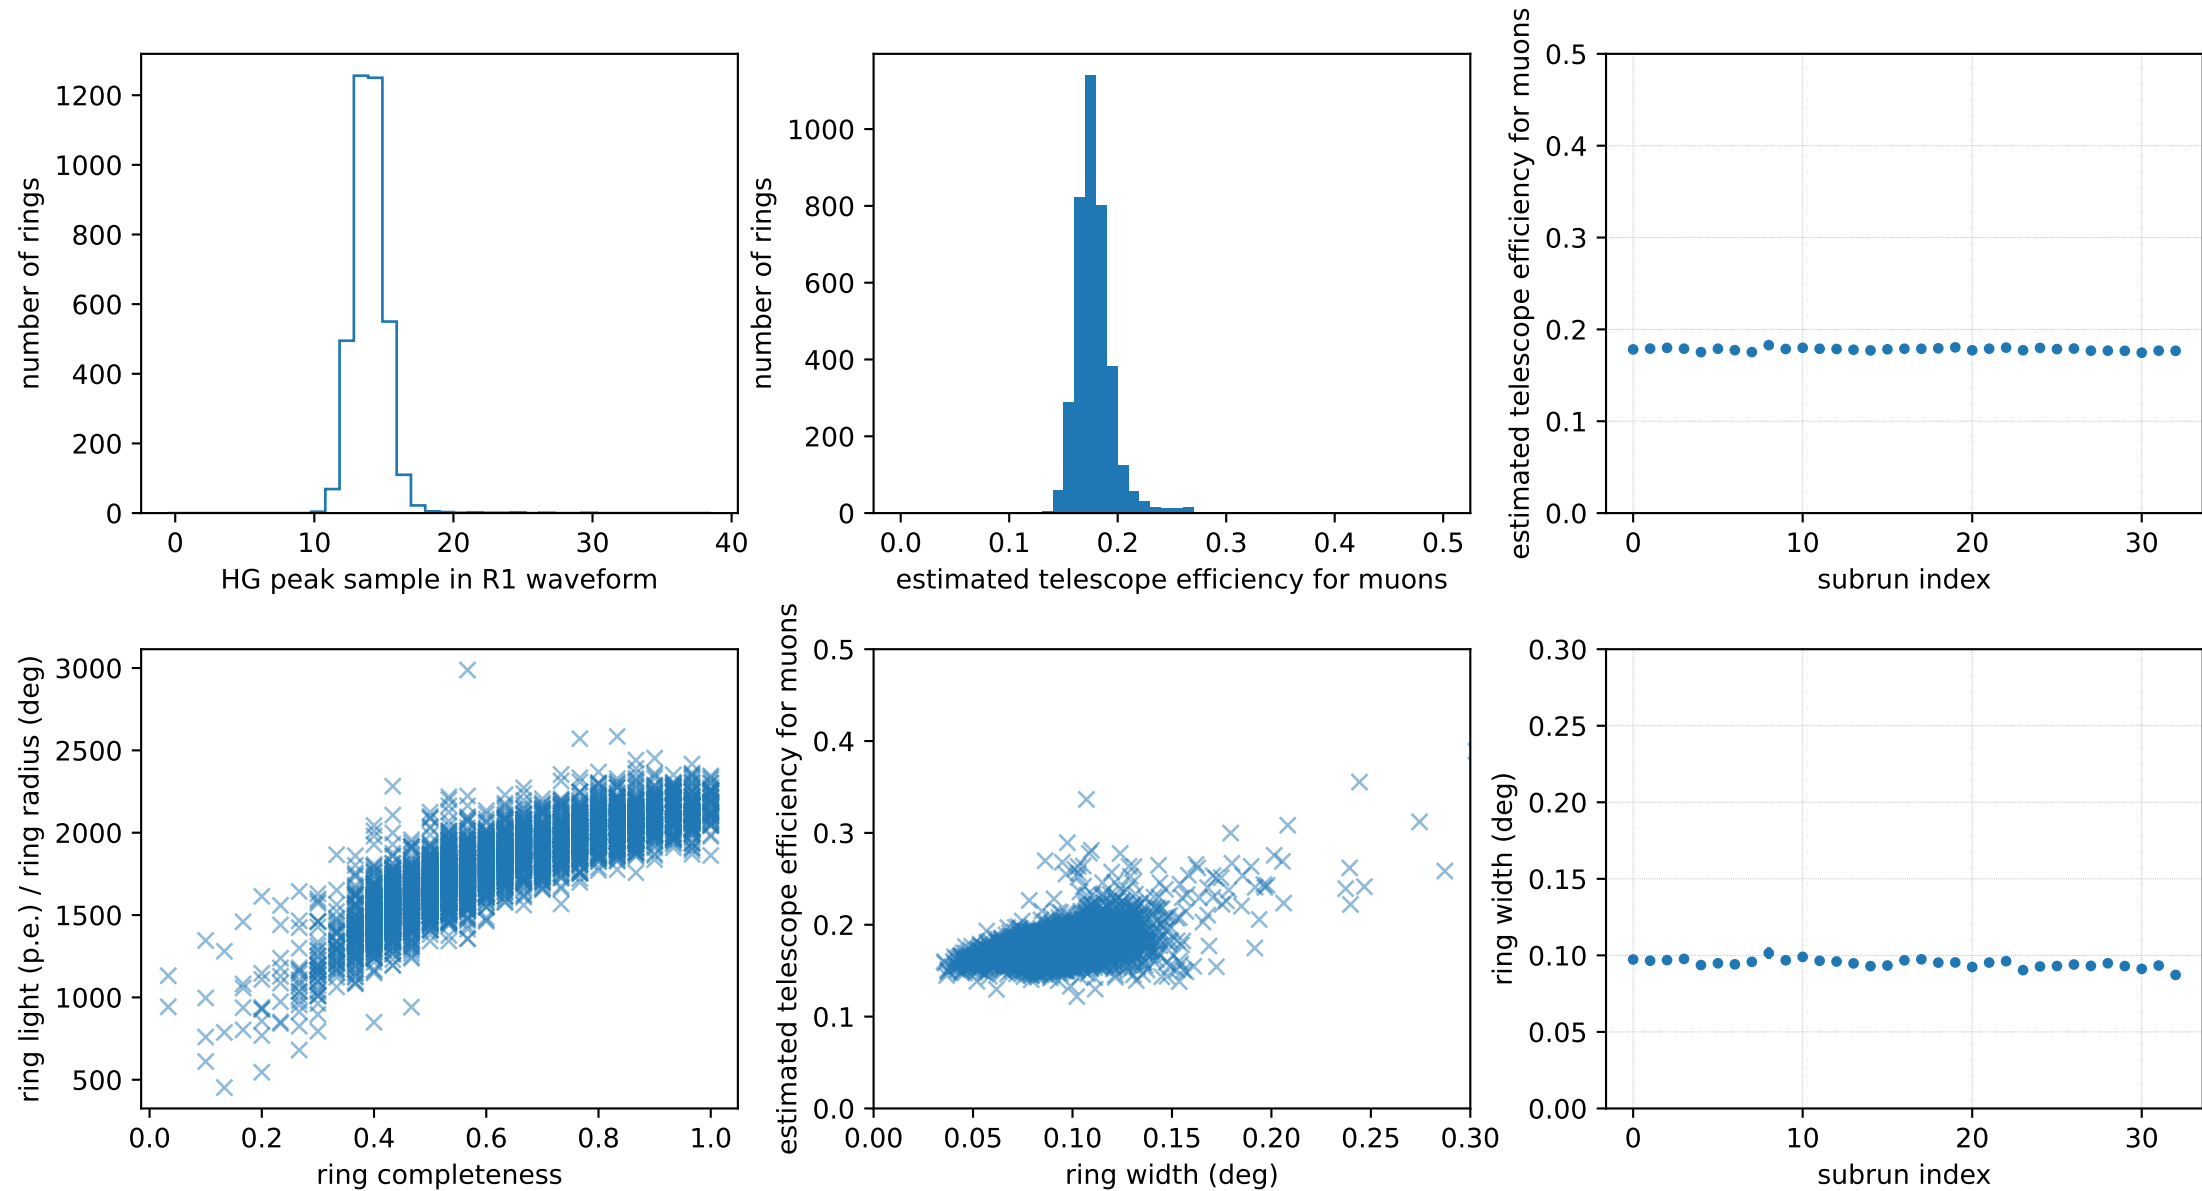 1200
1000
800
600
400
200
0
number of rings
0 10 20 30 40
HG peak sample in R1 waveform
1000
800
600
400
200
0
number of rings
0.0 0.1 0.2 0.3 0.4 0.5
estimated telescope efficiency for muons
0.5
0.4
0.3
0.2
0.1
0.0
estimated telescope efficiency for muons
0 10 20 30
subrun index
3000
2500
2000
1500
1000
500
ring light (p.e.) / ring radius (deg)
0.0 0.2 0.4 0.6 0.8 1.0
ring completeness
0.5
0.4
0.3
0.2
0.1
0.0
estimated telescope efficiency for muons
0.00 0.05 0.10 0.15 0.20 0.25 0.30
ring width (deg)
0.30
0.25
0.20
0.15
0.10
0.05
0.00
ring width (deg)
0 10 20 30
subrun index